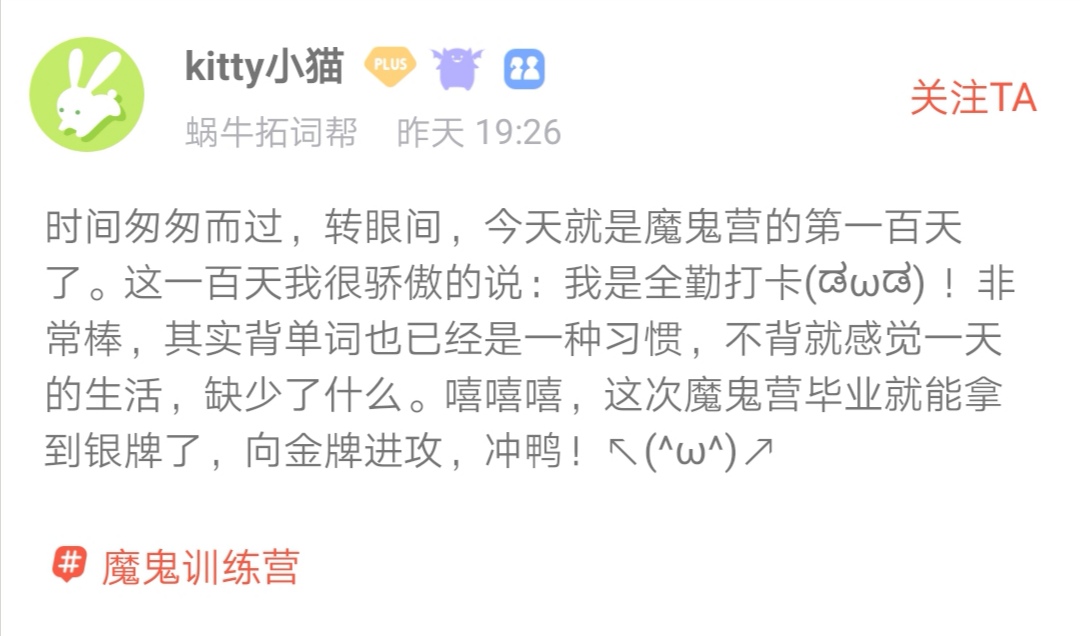 kitty小猫 PLUS
关注TA
蜗牛拓词帮 昨天 19:26
时间匆匆而过，转眼间，今天就是魔鬼营的第一百天
了。这一百天我很骄傲的说：我是全勤打卡(ಡωಡ)！非
常棒，其实背单词也已经是一种习惯，不背就感觉一天
的生活，缺少了什么。嘻嘻嘻，这次魔鬼营毕业就能拿
到银牌了，向金牌进攻，冲鸭！↖(^ω^)↗
# 魔鬼训练营